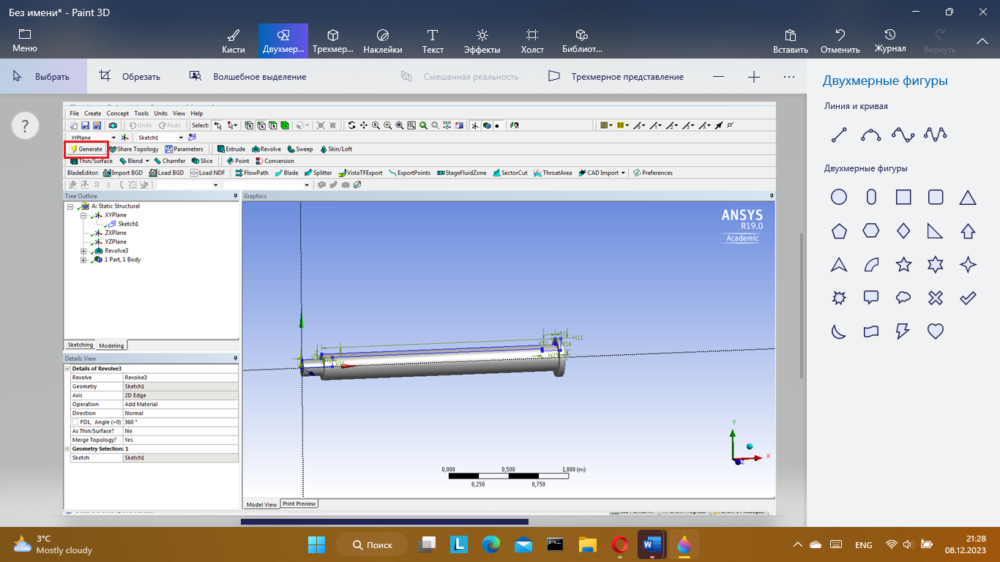 Без имени* - Paint 3D
Меню
Кисти
Двухмер...
Трехмер...
Наклейки
Текст
Эффекты
Холст
Библиот...
Вставить
Отменить
Журнал
Вернуть
Выбрать
Обрезать
Волшебное выделение
Смешанная реальность
Трехмерное представление
Двухмерные фигуры
Линия и кривая
Двухмерные фигуры
?
File Create Concept Tools Units View Help
Undo Redo Select:
XYPlane Sketch1
Generate Share Topology Parameters Extrude Revolve Sweep Skin/Loft
Thin/Surface Blend Chamfer Slice Point Conversion
BladeEditor: Import BGD Load BGD Load NDF FlowPath Blade Splitter VistaTFExport ExportPoints StageFluidZone SectorCut ThroatArea CAD Import Preferences
Tree Outline
A: Static Structural
XYPlane
Sketch1
ZXPlane
YZPlane
Revolve3
1 Part, 1 Body
Sketching Modeling
Details View
Details of Revolve3
Revolve Revolve3
Geometry Sketch1
Axis 2D Edge
Operation Add Material
Direction Normal
FD1, Angle (>0) 360 °
As Thin/Surface? No
Merge Topology? Yes
Geometry Selection: 1
Sketch Sketch1
Graphics
ANSYS
R19.0
Academic
H11
Y
X
Z
0,000 0,500 1,000 (m)
0,250 0,750
Model View Print Preview
3°C
Mostly cloudy
Поиск
ENG
21:28
08.12.2023